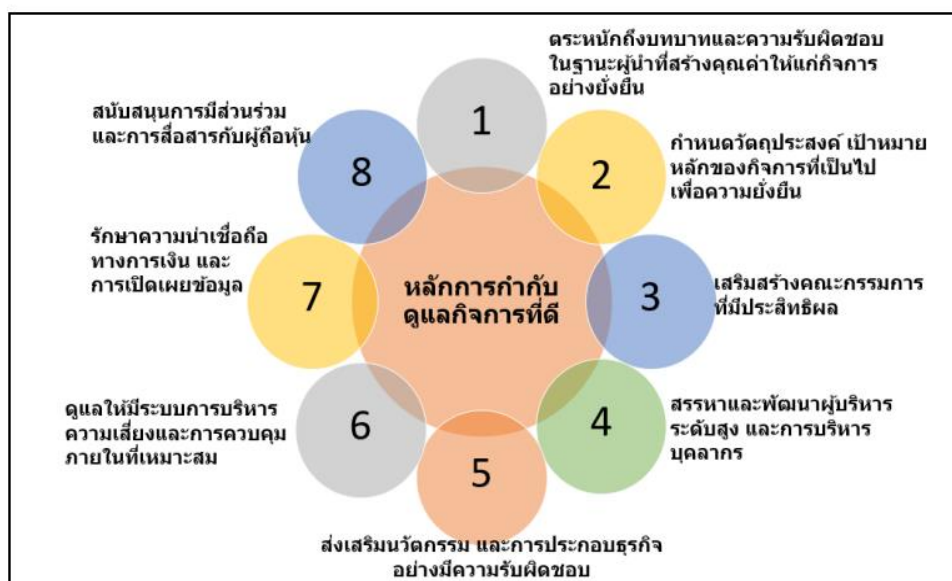 หลักการกำกับ
ดูแลกิจการที่ดี
1
ตระหนักถึงบทบาทและความรับผิดชอบ
ในฐานะผู้นำที่สร้างคุณค่าให้แก่กิจการ
อย่างยั่งยืน
2
กำหนดวัตถุประสงค์ เป้าหมาย
หลักของกิจการที่เป็นไป
เพื่อความยั่งยืน
3
เสริมสร้างคณะกรรมการ
ที่มีประสิทธิผล
4
สรรหาและพัฒนาผู้บริหาร
ระดับสูง และการบริหาร
บุคลากร
5
ส่งเสริมนวัตกรรม และการประกอบธุรกิจ
อย่างมีความรับผิดชอบ
6
ดูแลให้มีระบบการบริหาร
ความเสี่ยงและการควบคุม
ภายในที่เหมาะสม
7
รักษาความน่าเชื่อถือ
ทางการเงิน และ
การเปิดเผยข้อมูล
8
สนับสนุนการมีส่วนร่วม
และการสื่อสารกับผู้ถือหุ้น